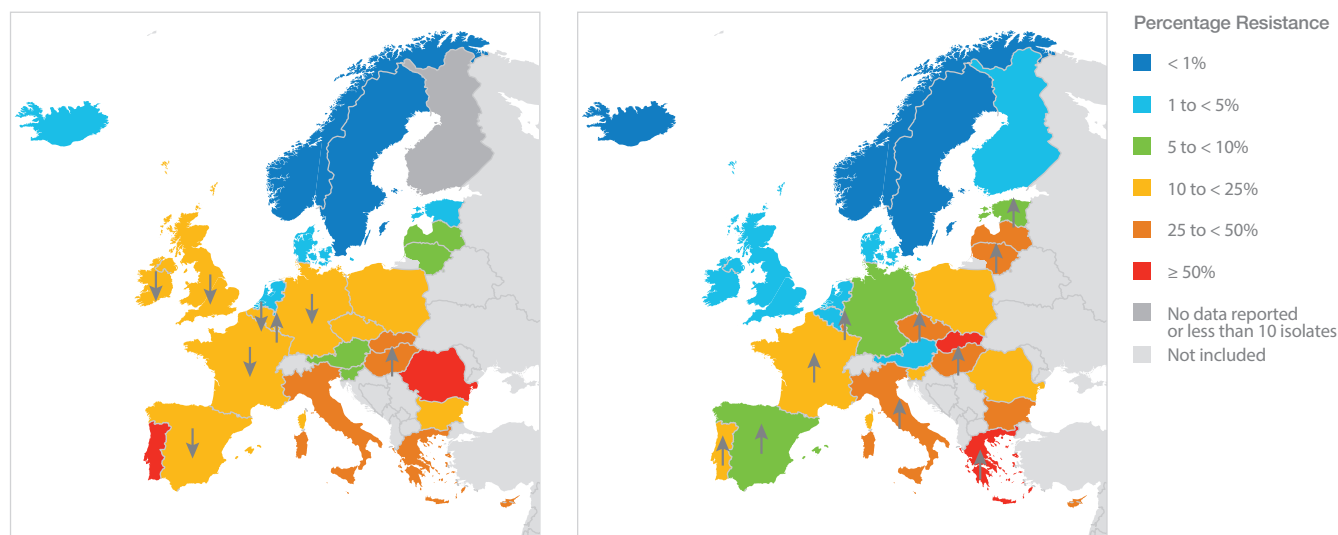 Percentage Resistance
< 1%
1 to < 5%
5 to < 10%
10 to < 25%
25 to < 50%
≥ 50%
No data reported
or less than 10 isolates
Not included